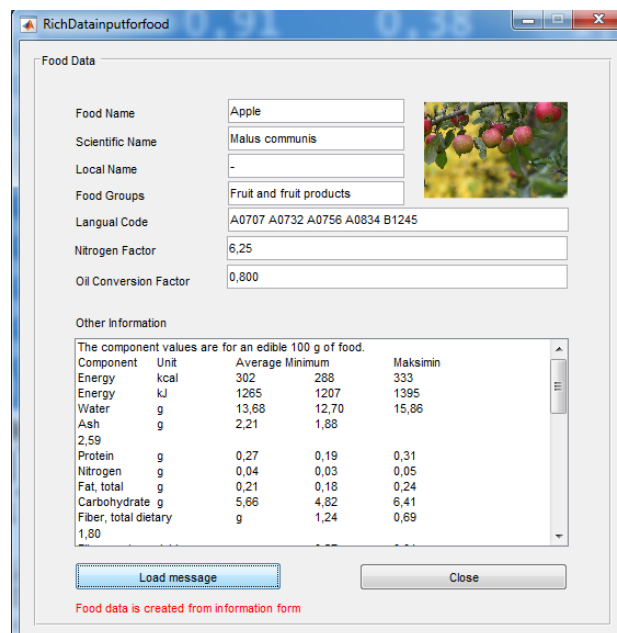 0,91 0,38
RichDatainputforfood
Food Data
Food Name Apple
Scientific Name Malus communis
Local Name -
Food Groups Fruit and fruit products
Langual Code A0707 A0732 A0756 A0834 B1245
Nitrogen Factor 6,25
Oil Conversion Factor 0,800
Other Information
The component values are for an edible 100 g of food.
Component Unit Average Minimum Maksimin
Energy kcal 302 288 333
Energy kJ 1265 1207 1395
Water g 13,68 12,70 15,86
Ash g 2,21 1,88
2,59
Protein g 0,27 0,19 0,31
Nitrogen g 0,04 0,03 0,05
Fat, total g 0,21 0,18 0,24
Carbohydrate g 5,66 4,82 6,41
Fiber, total dietary g 1,24 0,69
1,80
Load message Close
Food data is created from information form